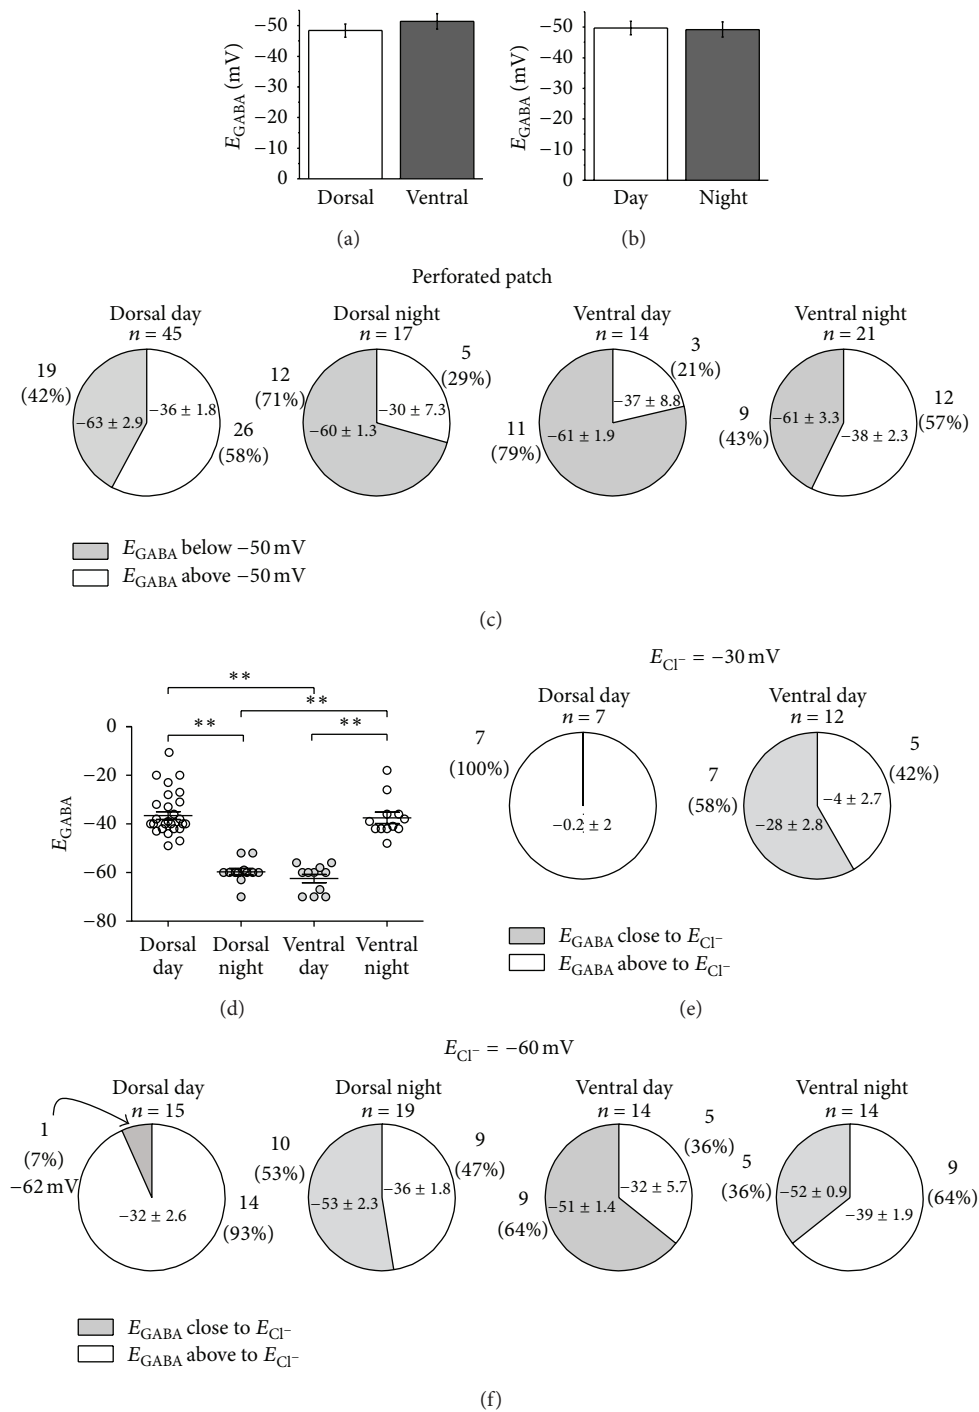 −50
−40
−30
−20
−10
0
E_GABA (mV)
Dorsal Ventral
(a)
−50
−40
−30
−20
−10
0
E_GABA (mV)
Day Night
(b)
Perforated patch
Dorsal day
n = 45
19
(42%)
−63 ± 2.9
−36 ± 1.8
26
(58%)
Dorsal night
n = 17
12
(71%)
−60 ± 1.3
−30 ± 7.3
5
(29%)
Ventral day
n = 14
11
(79%)
−61 ± 1.9
−37 ± 8.8
3
(21%)
Ventral night
n = 21
9
(43%)
−61 ± 3.3
−38 ± 2.3
12
(57%)
E_GABA below −50 mV
E_GABA above −50 mV
(c)
**
**
** **
0
−20
−40
−60
−80
E_GABA
Dorsal day
Dorsal night
Ventral day
Ventral night
(d)
E_Cl− = −30 mV
Dorsal day
n = 7
7
(100%)
−0.2 ± 2
Ventral day
n = 12
7
(58%)
−28 ± 2.8
−4 ± 2.7
5
(42%)
E_GABA close to E_Cl−
E_GABA above to E_Cl−
(e)
E_Cl− = −60 mV
Dorsal day
n = 15
1
(7%)
−62 mV
−32 ± 2.6
14
(93%)
Dorsal night
n = 19
10
(53%)
−53 ± 2.3
−36 ± 1.8
9
(47%)
Ventral day
n = 14
9
(64%)
−51 ± 1.4
−32 ± 5.7
5
(36%)
Ventral night
n = 14
5
(36%)
−52 ± 0.9
−39 ± 1.9
9
(64%)
E_GABA close to E_Cl−
E_GABA above to E_Cl−
(f)